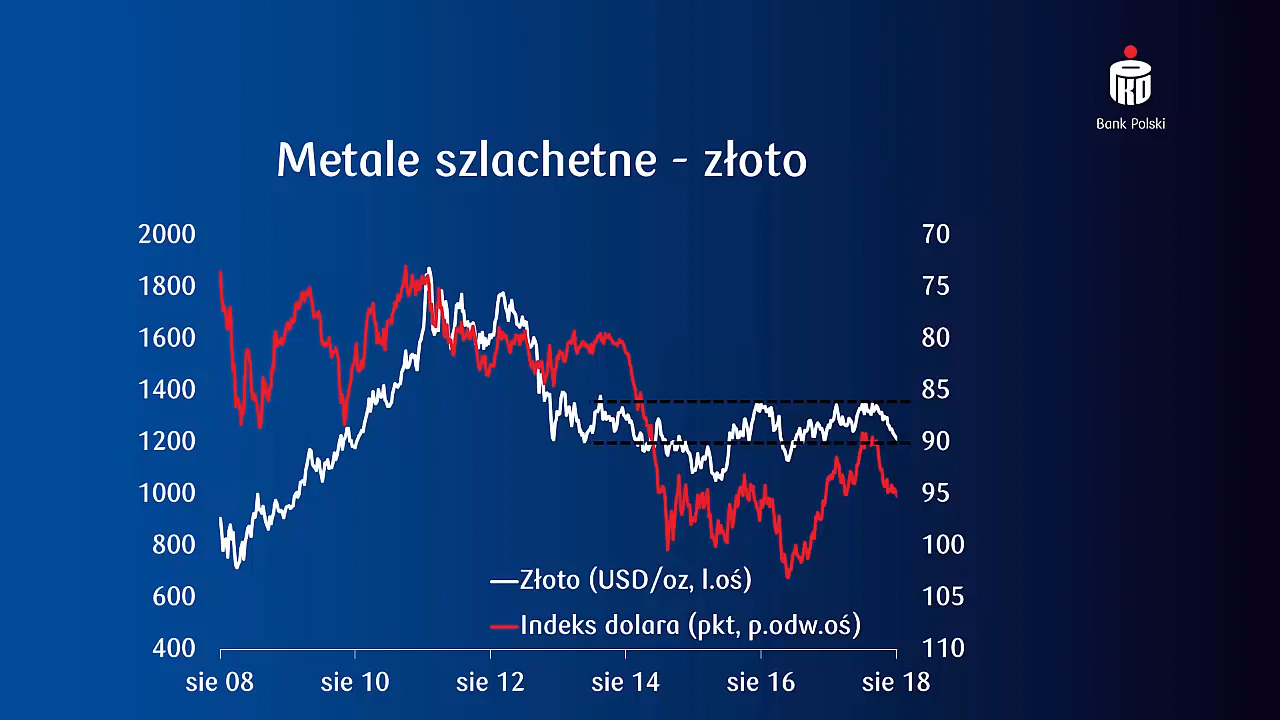 PKO
Bank Polski
Metale szlachetne - złoto
2000 70
1800 75
1600 80
1400 85
1200 90
1000 95
800 100
600 105
400 110
Złoto (USD/oz, l.oś)
Indeks dolara (pkt, p.odw.oś)
sie 08 sie 10 sie 12 sie 14 sie 16 sie 18